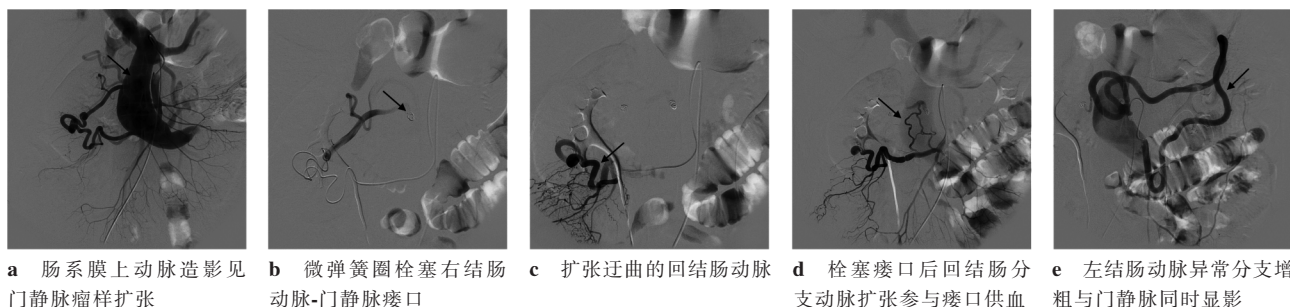 a 肠系膜上动脉造影见
门静脉瘤样扩张
b 微弹簧圈栓塞右结肠
动脉-门静脉瘘口
c 扩张迂曲的回结肠动脉
d 栓塞瘘口后回结肠分
支动脉扩张参与瘘口供血
e 左结肠动脉异常分支增
粗与门静脉同时显影